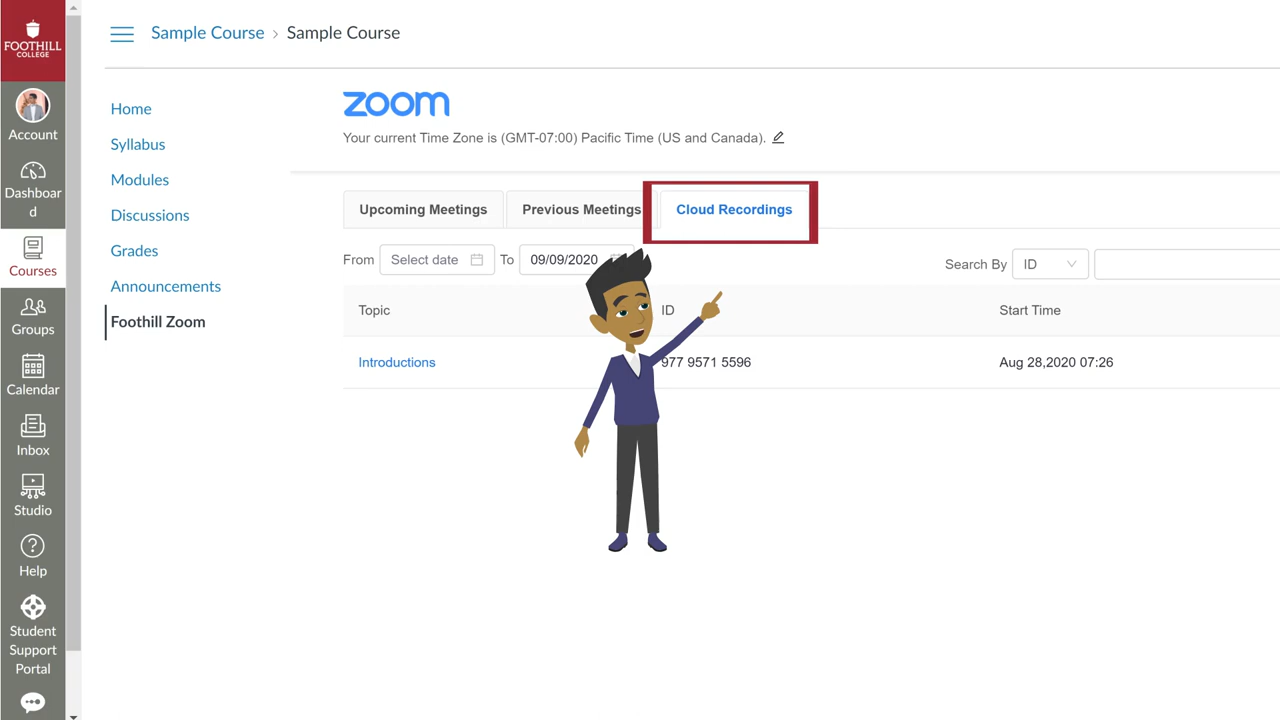 FOOTHILL
COLLEGE
Account
Dashboar
d
Courses
Groups
Calendar
Inbox
Studio
Help
Student
Support
Portal
Sample Course › Sample Course
Home
Syllabus
Modules
Discussions
Grades
Announcements
Foothill Zoom
zoom
Your current Time Zone is (GMT-07:00) Pacific Time (US and Canada).
Upcoming Meetings Previous Meetings Cloud Recordings
From Select date To 09/09/2020 Search By ID
Topic ID Start Time
Introductions 977 9571 5596 Aug 28,2020 07:26